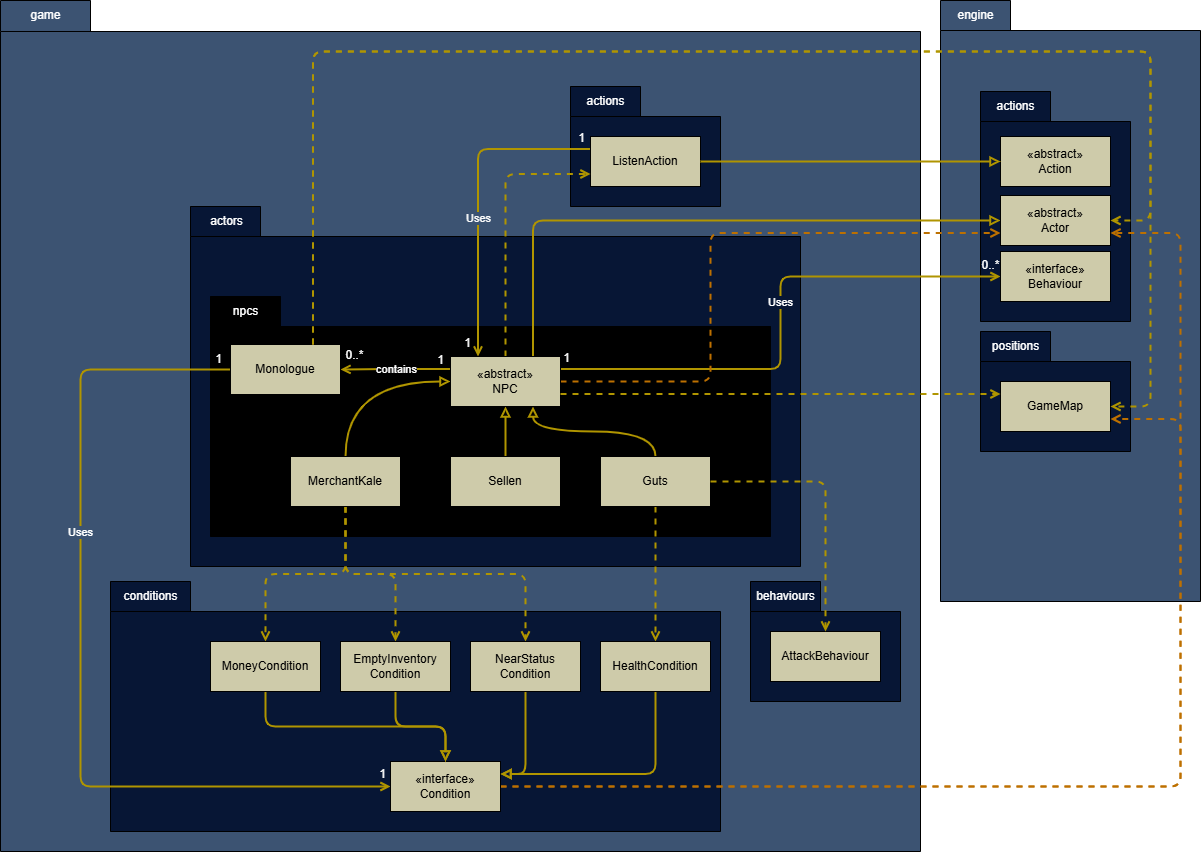 game
engine
actions
actions
1
ListenAction
«abstract»
Action
actors
Uses
«abstract»
Actor
0..*
«interface»
Behaviour
Uses
npcs
positions
1
Monologue
0..*
contains
1
1
1
«abstract»
NPC
GameMap
MerchantKale
Sellen
Guts
Uses
conditions
behaviours
MoneyCondition
EmptyInventory
Condition
NearStatus
Condition
HealthCondition
AttackBehaviour
1
«interface»
Condition